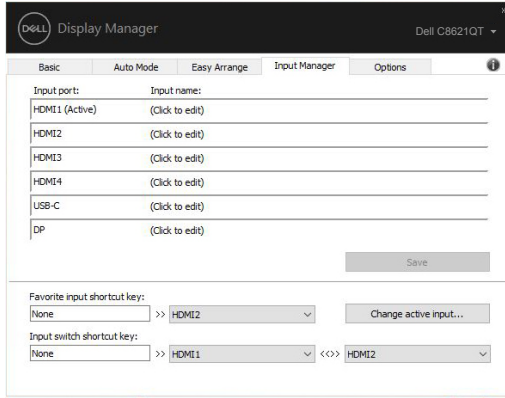 DELL Display Manager
Dell C8621QT
Basic Auto Mode Easy Arrange Input Manager Options
Input port: Input name:
HDMI1 (Active) (Click to edit)
HDMI2 (Click to edit)
HDMI3 (Click to edit)
HDMI4 (Click to edit)
USB-C (Click to edit)
DP (Click to edit)
Save
Favorite input shortcut key:
None >> HDMI2 Change active input...
Input switch shortcut key:
None >> HDMI1 <<>> HDMI2